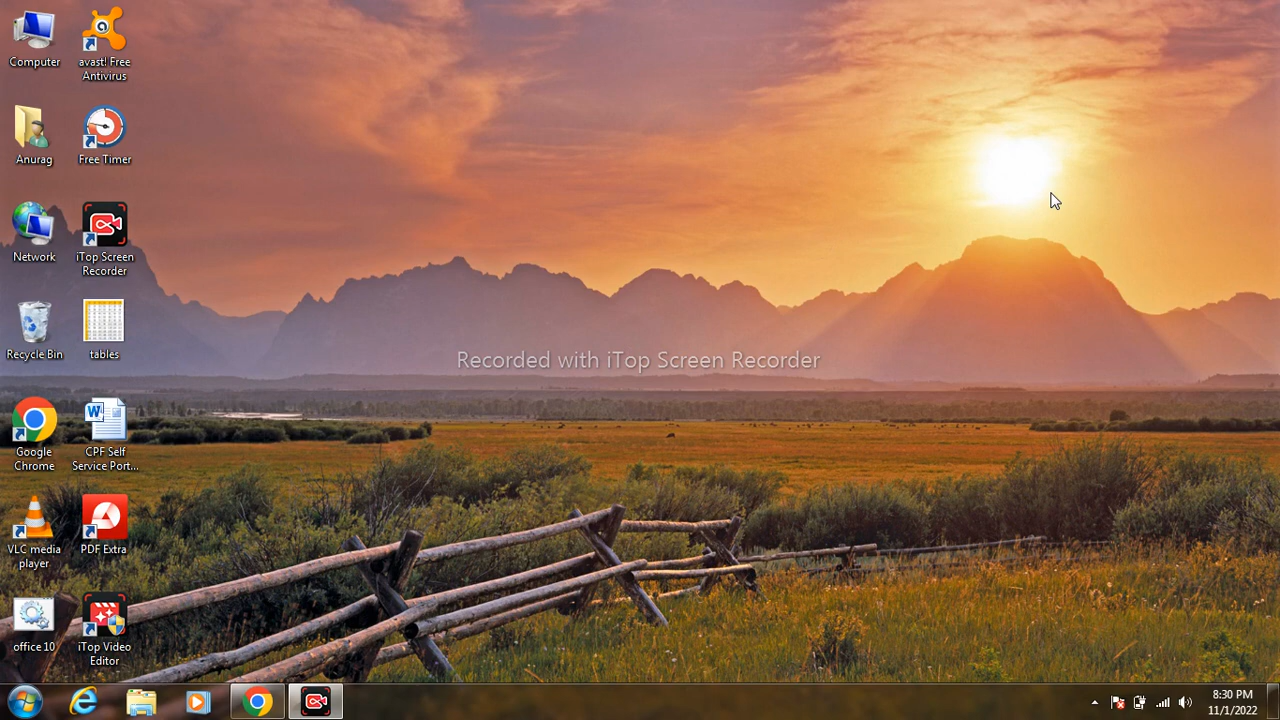 Computer
avast! Free
Antivirus
Anurag
Free Timer
Network
iTop Screen
Recorder
Recycle Bin
tables
Recorded with iTop Screen Recorder
Google
Chrome
CPF Self
Service Port...
VLC media
player
PDF Extra
office 10
iTop Video
Editor
8:30 PM
11/1/2022